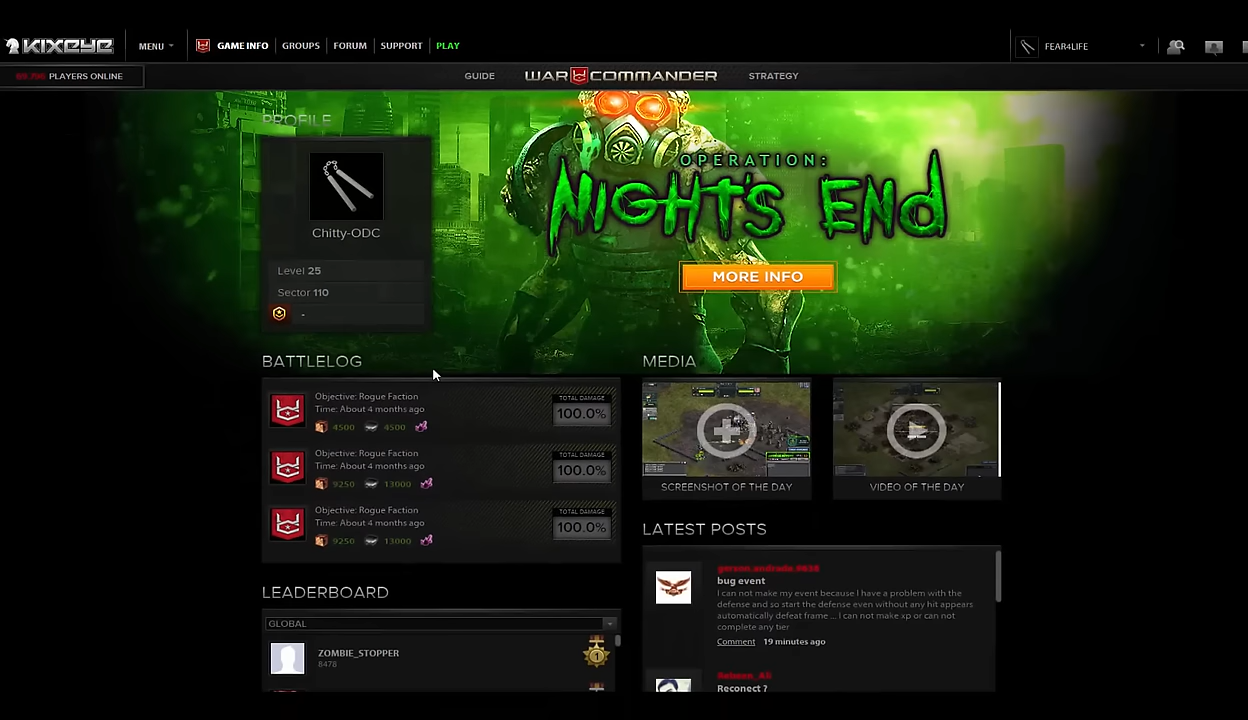 KIXEYE MENU GAME INFO GROUPS FORUM SUPPORT PLAY FEAR4LIFE
PLAYERS ONLINE GUIDE WAR COMMANDER STRATEGY
PROFILE
Chitty-ODC
Level 25
Sector 110
-
OPERATION:
NIGHT'S END
MORE INFO
BATTLELOG
Objective: Rogue Faction
Time: About 4 months ago
4500 4500
TOTAL DAMAGE
100.0%
Objective: Rogue Faction
Time: About 4 months ago
9250 13000
TOTAL DAMAGE
100.0%
Objective: Rogue Faction
Time: About 4 months ago
9250 13000
TOTAL DAMAGE
100.0%
LEADERBOARD
GLOBAL
ZOMBIE_STOPPER
8478
1
MEDIA
SCREENSHOT OF THE DAY
VIDEO OF THE DAY
LATEST POSTS
bug event
I can not make my event because I have a problem with the
defense and so start the defense even without any hit appears
automatically defeat frame ... I can not make xp or can not
complete any tier
Comment 19 minutes ago
Reconect ?